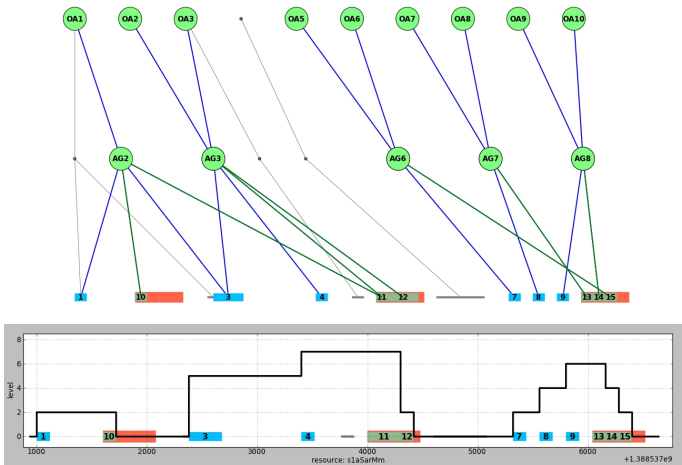 OA1 OA2 OA3 OA5 OA6 OA7 OA8 OA9 OA10
AG2 AG3 AG6 AG7 AG8
1 10 3 4 11 12 7 8 9 13 14 15
8
6
level
4
2
0 1 10 3 4 11 12 7 8 9 13 14 15
1000 2000 3000 4000 5000 6000
resource: s1aSarMm +1.388537e9